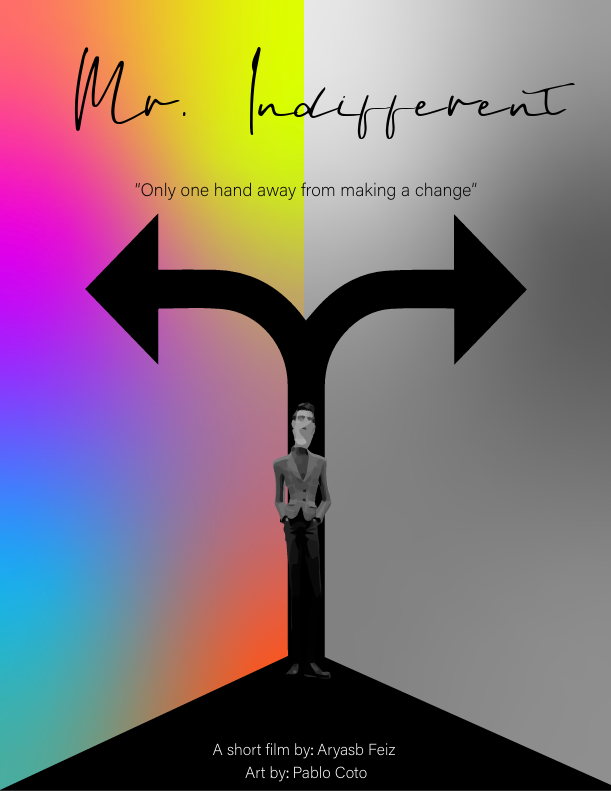 Mr. Indifferent
“Only one hand away from making a change”
A short film by: Aryasb Feiz
Art by: Pablo Coto